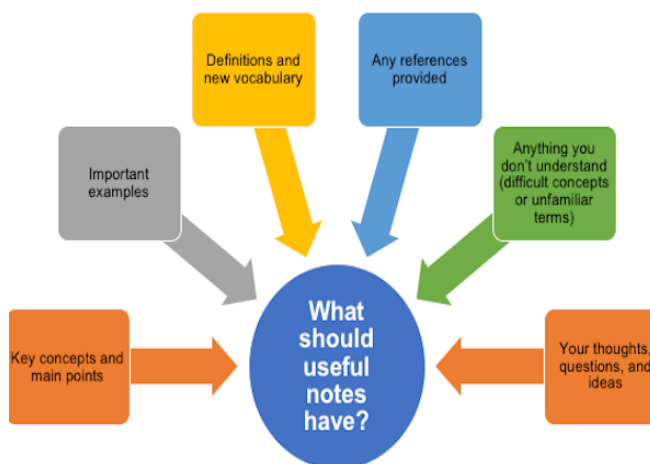 Definitions and
new vocabulary
Any references
provided
Important
examples
Anything you
don't understand
(difficult concepts
or unfamiliar
terms)
Key concepts and
main points
What
should
useful
notes
have?
Your thoughts,
questions, and
ideas